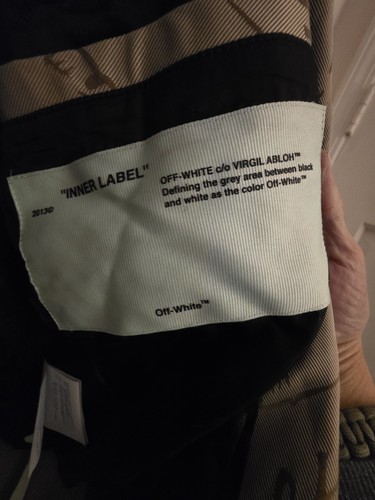 "INNER LABEL"
2013©
OFF-WHITE c/o VIRGIL ABLOH™
Defining the grey area between black
and white as the color Off-White™
Off-White™